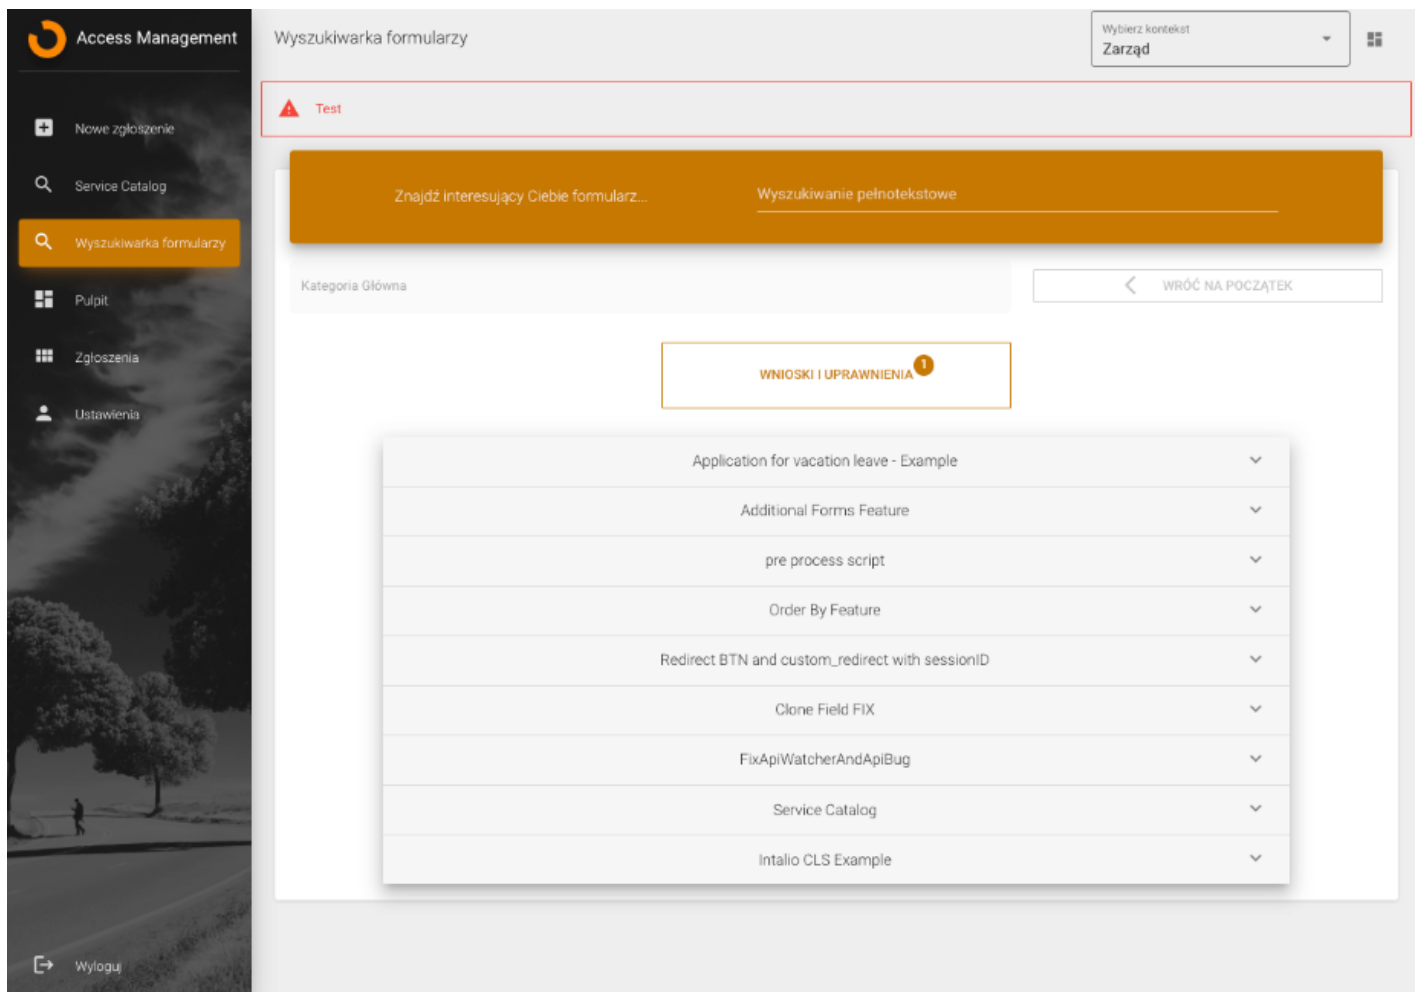 Access Management
Wyszukiwarka formularzy
Wybierz kontekst
Zarząd
Test
Nowe zgłoszenie
Service Catalog
Wyszukiwarka formularzy
Pulpit
Zgłoszenia
Ustawienia
Wyloguj
Znajdź interesujący Ciebie formularz...
Wyszukiwanie pełnotekstowe
Kategoria Główna
WRÓĆ NA POCZĄTEK
WNIOSKI I UPRAWNIENIA
1
Application for vacation leave - Example
Additional Forms Feature
pre process script
Order By Feature
Redirect BTN and custom_redirect with sessionID
Clone Field FIX
FixApiWatcherAndApiBug
Service Catalog
Intalio CLS Example